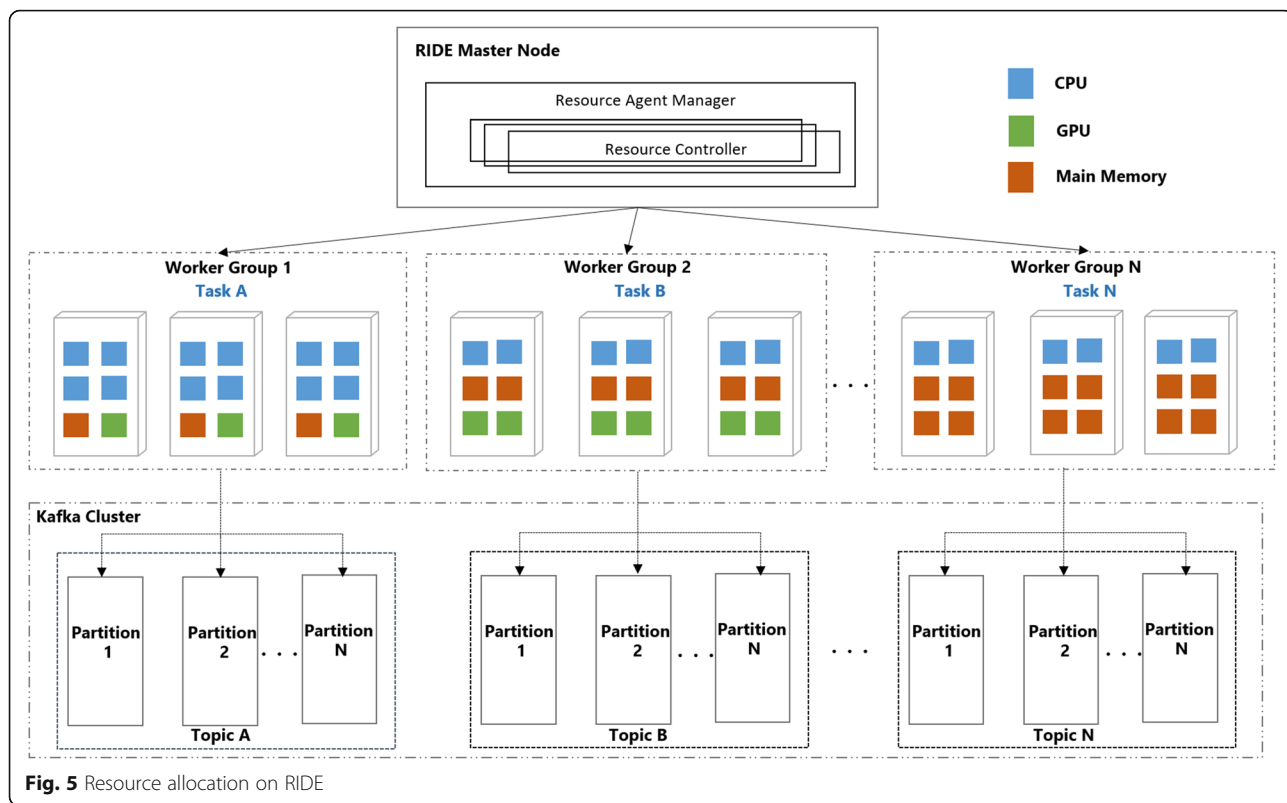 RIDE Master Node
Resource Agent Manager
Resource Controller
CPU
GPU
Main Memory
Worker Group 1
Task A
Worker Group 2
Task B
. . .
Worker Group N
Task N
Kafka Cluster
Partition
1
Partition
2
. . .
Partition
N
Topic A
Partition
1
Partition
2
. . .
Partition
N
Topic B
. . .
Partition
1
Partition
2
. . .
Partition
N
Topic N
Fig. 5 Resource allocation on RIDE